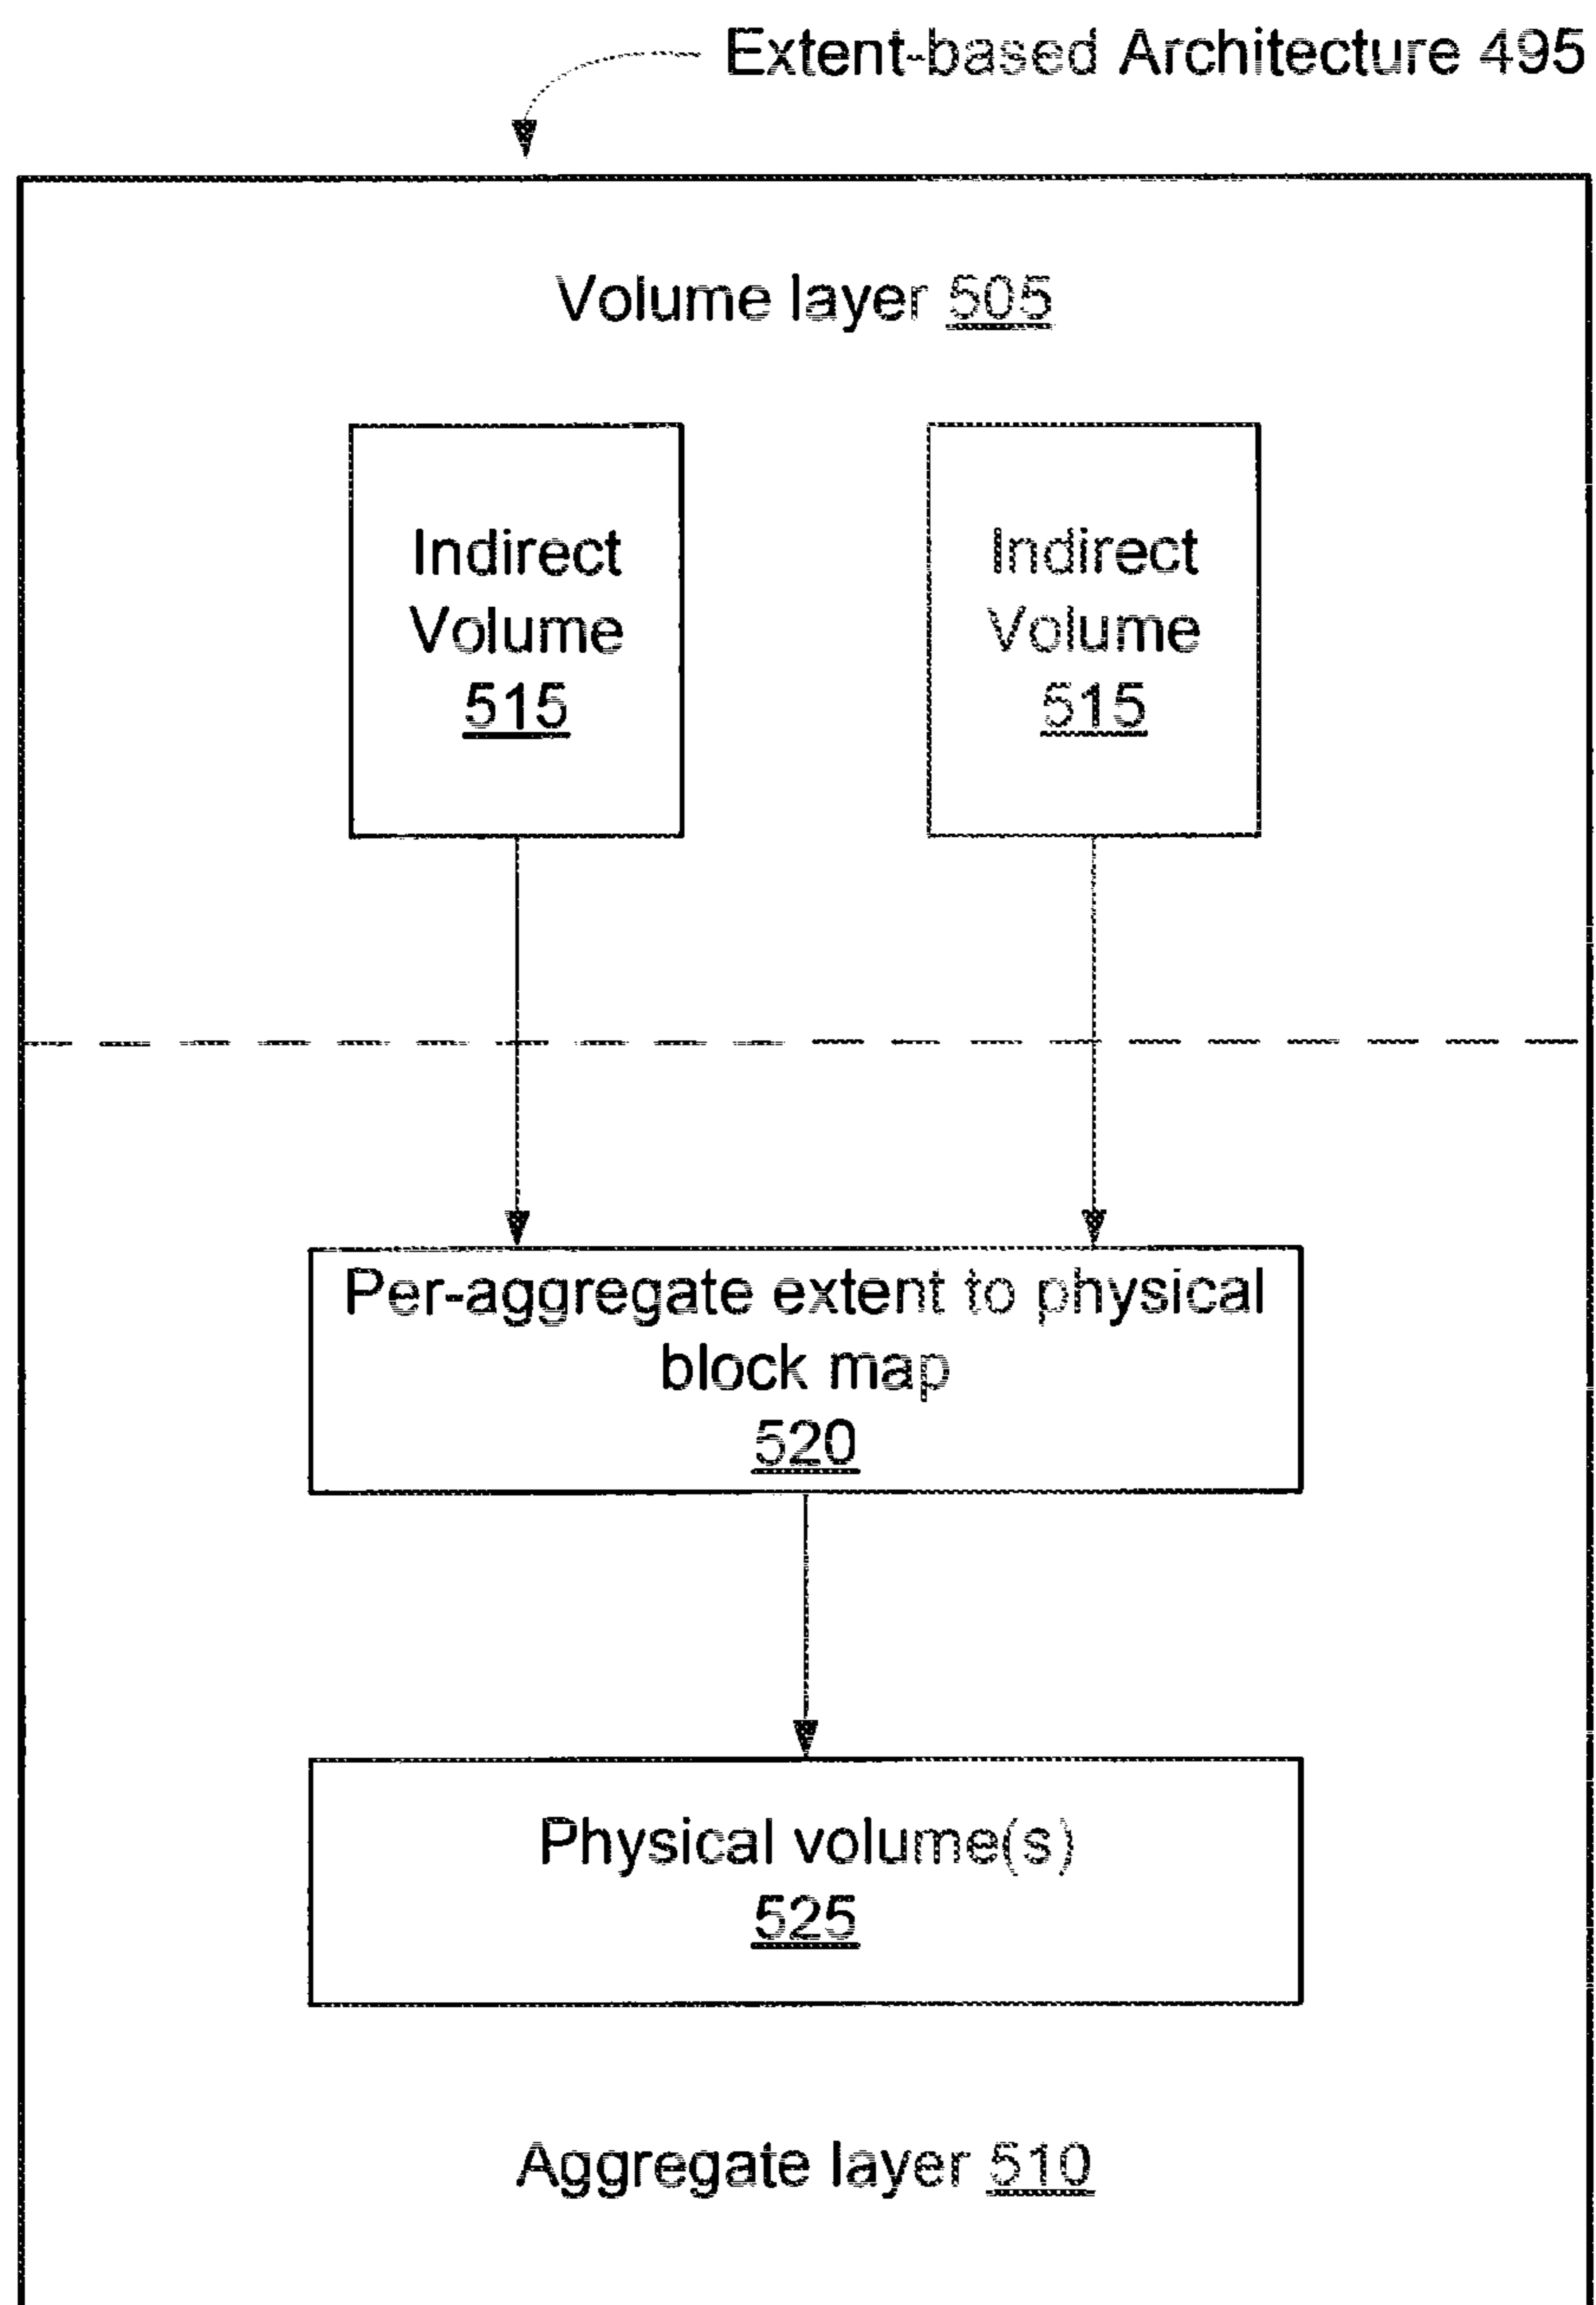 Extent-based Architecture 495
Volume layer 505
Indirect
Volume
515
Indirect
Volume
515
Per-aggregate extent to physical
block map
520
Physical volume(s)
525
Aggregate layer 510